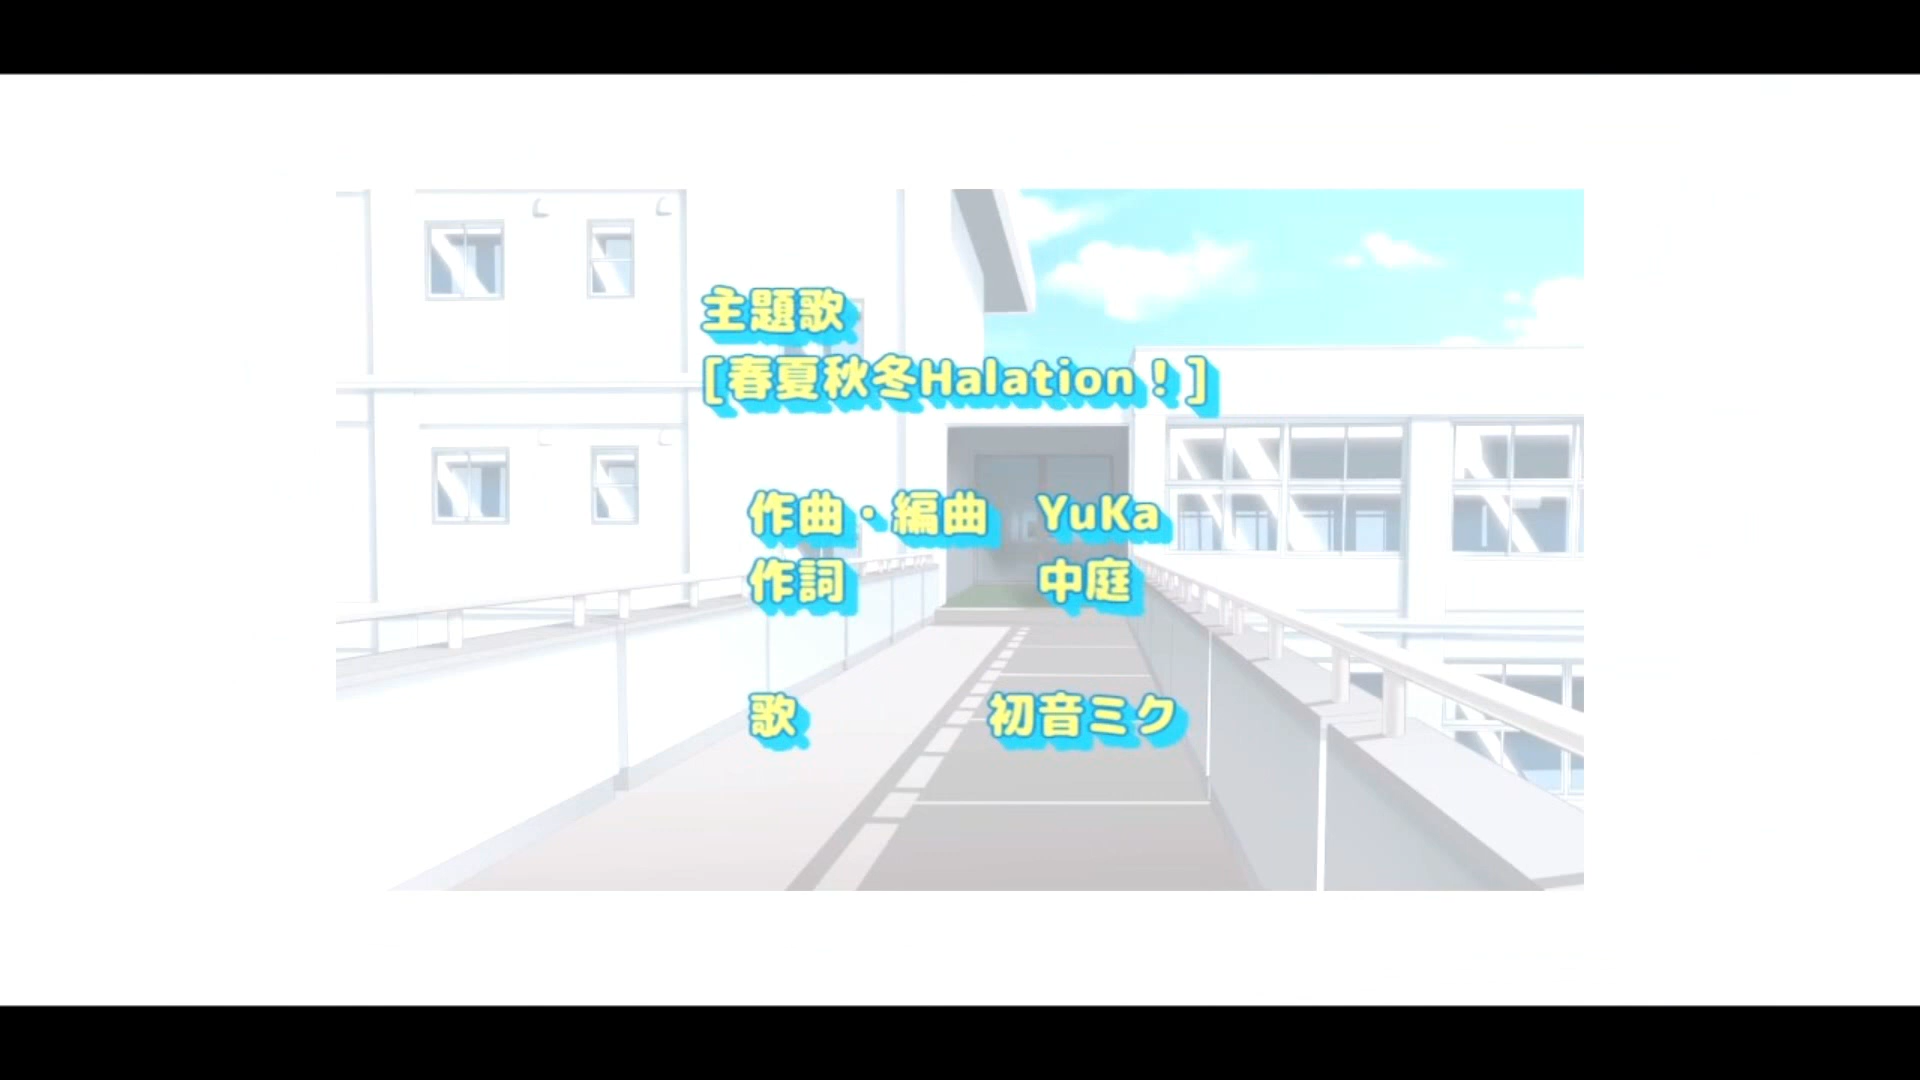 主題歌
[春夏秋冬Halation！]
作曲・編曲　YuKa
作詞　中庭
歌　初音ミク